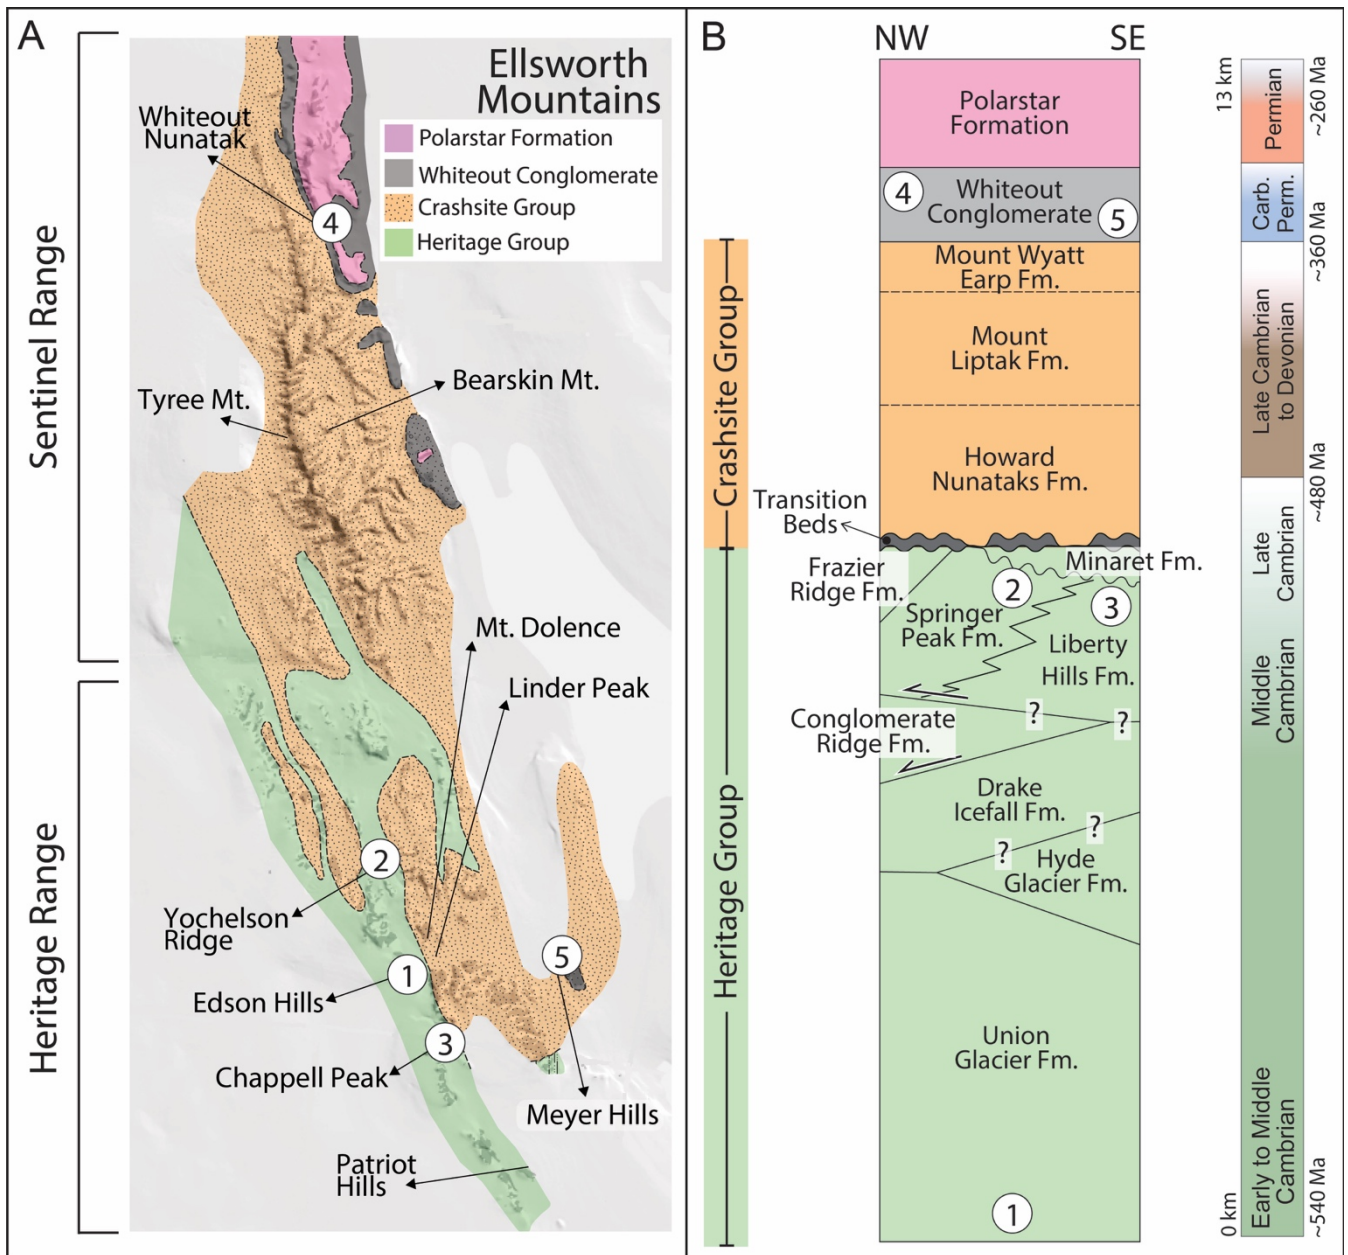 A
Ellsworth
Mountains
Polarstar Formation
Whiteout Conglomerate
Crashsite Group
Heritage Group
Sentinel Range
Heritage Range
Whiteout
Nunatak
4
Tyree Mt.
Bearskin Mt.
Mt. Dolence
Linder Peak
2
Yochelson
Ridge
1
Edson Hills
5
3
Chappell Peak
Meyer Hills
Patriot
Hills
B
NW
SE
Polarstar
Formation
4
Whiteout
Conglomerate
5
Mount Wyatt
Earp Fm.
Mount
Liptak Fm.
Howard
Nunataks Fm.
Crashsite Group
Transition
Beds
Frazier
Ridge Fm.
Minaret Fm.
2
3
Springer
Peak Fm.
Liberty
Hills Fm.
Conglomerate
Ridge Fm.
?
?
Drake
Icefall Fm.
?
?
Hyde
Glacier Fm.
Heritage Group
Union
Glacier Fm.
1
13 km
0 km
Permian
Carb.
Perm.
Late Cambrian
to Devonian
Late
Cambrian
Middle
Cambrian
Early to Middle
Cambrian
~260 Ma
~360 Ma
~480 Ma
~540 Ma